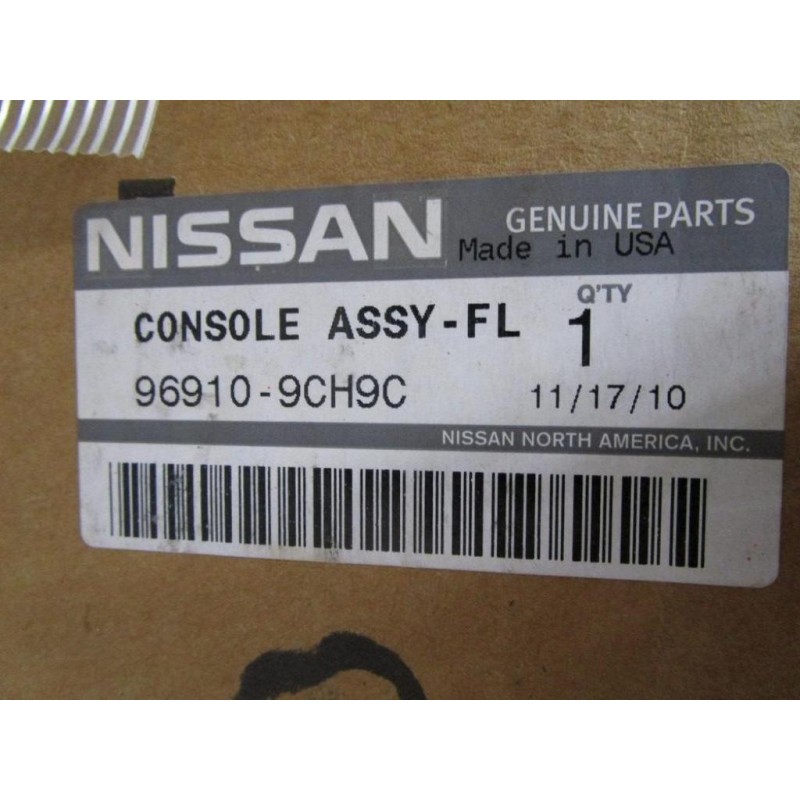 NISSAN GENUINE PARTS
Made in USA
CONSOLE ASSY-FL Q'TY 1
96910-9CH9C 11/17/10
NISSAN NORTH AMERICA, INC.